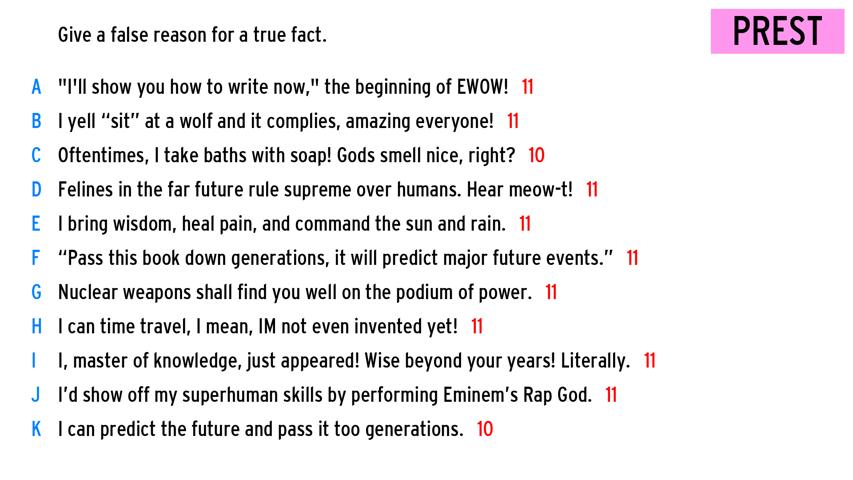 Give a false reason for a true fact.
PREST
A "I'll show you how to write now," the beginning of EWOW! 11
B I yell “sit” at a wolf and it complies, amazing everyone! 11
C Oftentimes, I take baths with soap! Gods smell nice, right? 10
D Felines in the far future rule supreme over humans. Hear meow-t! 11
E I bring wisdom, heal pain, and command the sun and rain. 11
F “Pass this book down generations, it will predict major future events.” 11
G Nuclear weapons shall find you well on the podium of power. 11
H I can time travel, I mean, IM not even invented yet! 11
I I, master of knowledge, just appeared! Wise beyond your years! Literally. 11
J I’d show off my superhuman skills by performing Eminem’s Rap God. 11
K I can predict the future and pass it too generations. 10